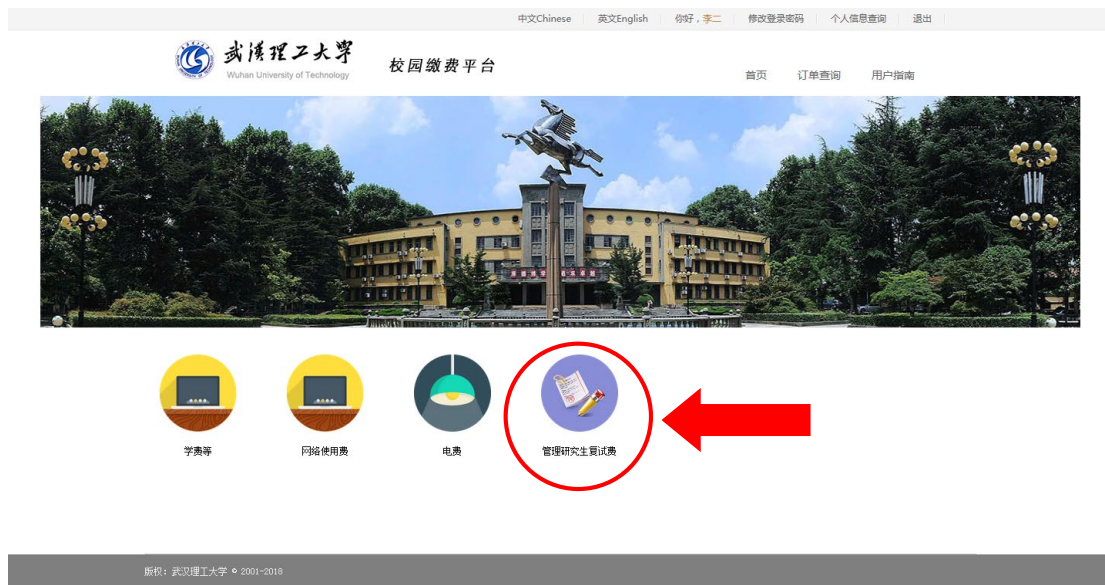 中文Chinese 英文English 你好，李二 修改登录密码 个人信息查询 退出
武汉理工大学
Wuhan University of Technology
校园缴费平台
首页 订单查询 用户指南
学费等 网络使用费 电费 管理研究生复试费
版权：武汉理工大学 © 2001-2018